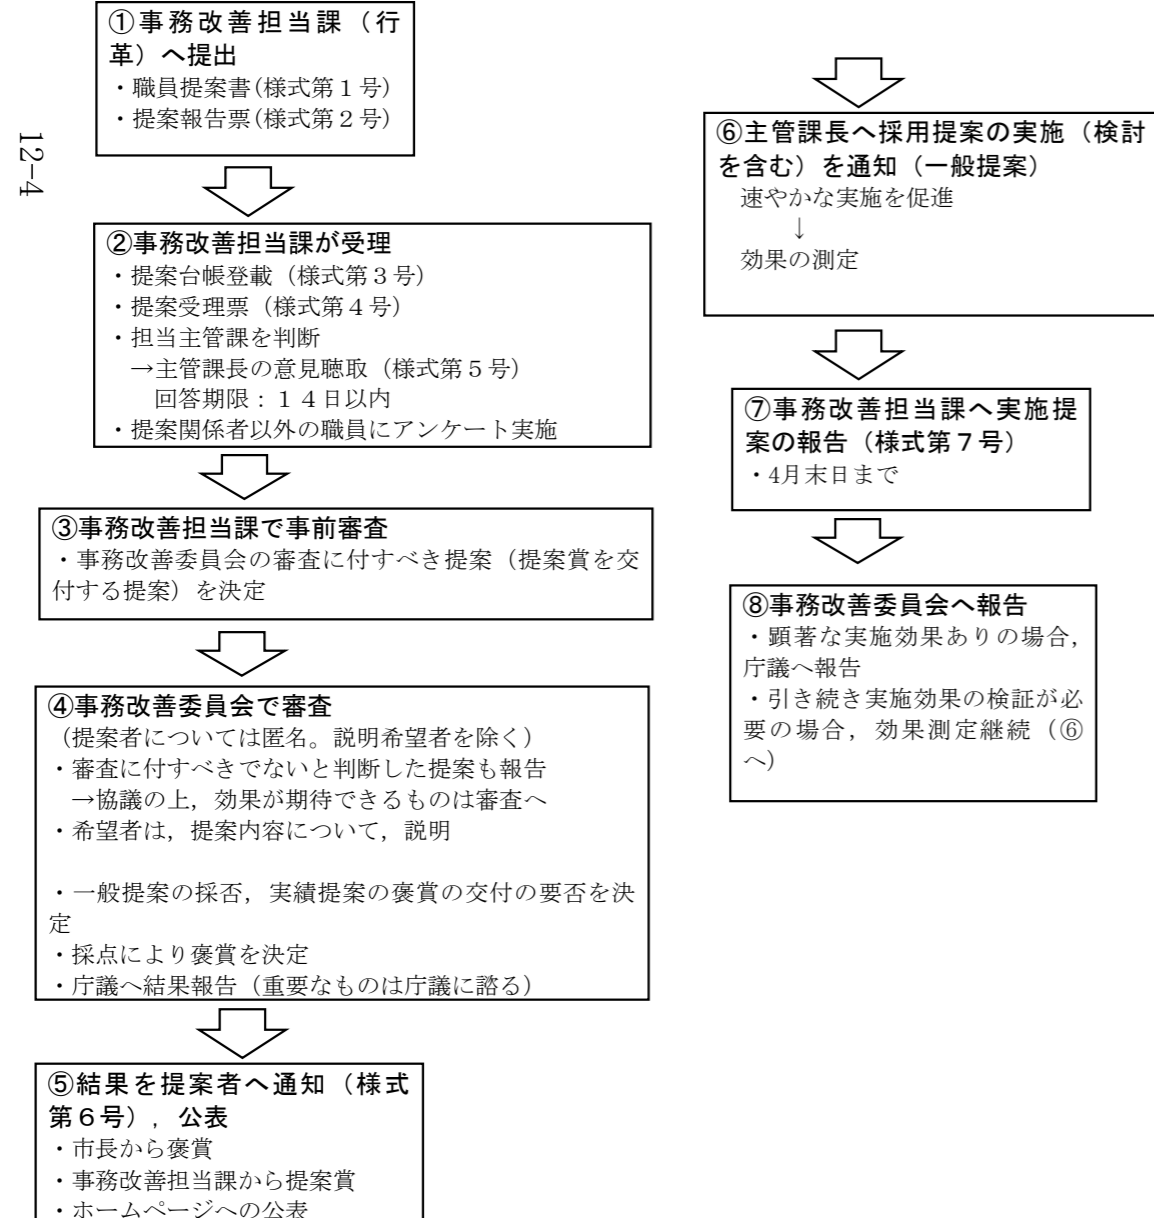 12-4
①事務改善担当課（行
革）へ提出
・職員提案書(様式第１号)
・提案報告票(様式第２号)
②事務改善担当課が受理
・提案台帳登載（様式第３号）
・提案受理票（様式第４号）
・担当主管課を判断
→主管課長の意見聴取（様式第５号）
回答期限：１４日以内
・提案関係者以外の職員にアンケート実施
③事務改善担当課で事前審査
・事務改善委員会の審査に付すべき提案（提案賞を交
付する提案）を決定
④事務改善委員会で審査
（提案者については匿名。説明希望者を除く）
・審査に付すべきでないと判断した提案も報告
→協議の上，効果が期待できるものは審査へ
・希望者は，提案内容について，説明
・一般提案の採否，実績提案の褒賞の交付の要否を決
定
・採点により褒賞を決定
・庁議へ結果報告（重要なものは庁議に諮る）
⑤結果を提案者へ通知（様式
第６号），公表
・市長から褒賞
・事務改善担当課から提案賞
・ホームページへの公表
⑥主管課長へ採用提案の実施（検討
を含む）を通知（一般提案）
速やかな実施を促進
↓
効果の測定
⑦事務改善担当課へ実施提
案の報告（様式第７号）
・4月末日まで
⑧事務改善委員会へ報告
・顕著な実施効果ありの場合，
庁議へ報告
・引き続き実施効果の検証が必
要の場合，効果測定継続（⑥
へ）